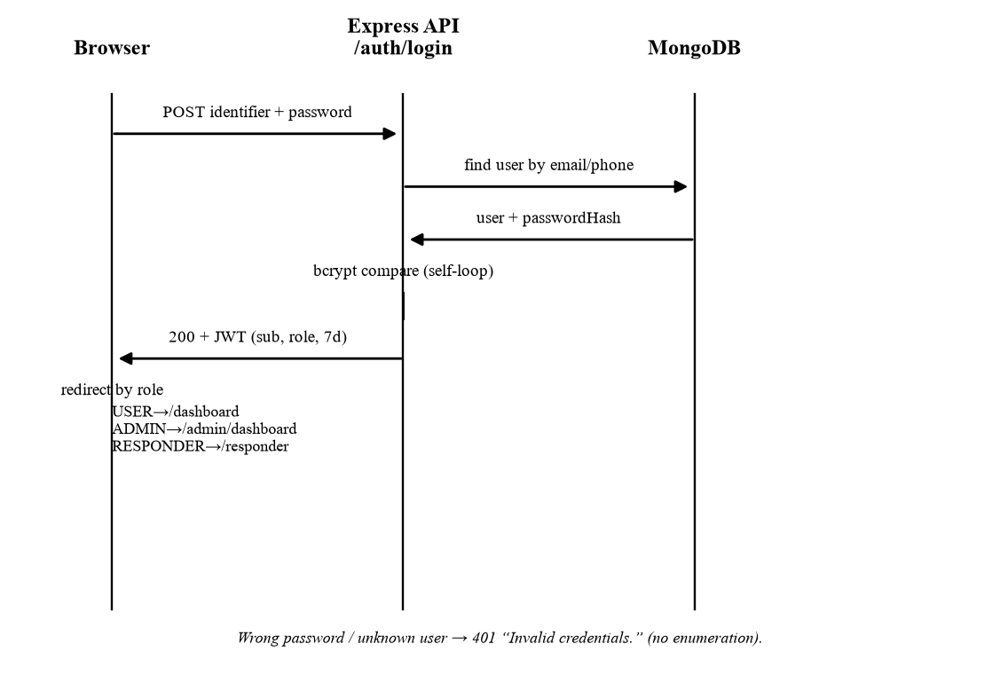 Express API
Browser
/auth/login
MongoDB
POST identifier + password
find user by email/phone
user + passwordHash
bcrypt compare (self-loop)
200 + JWT (sub, role, 7d)
redirect by role
USER→/dashboard
ADMIN→/admin/dashboard
RESPONDER→/responder
Wrong password / unknown user → 401 “Invalid credentials.” (no enumeration).